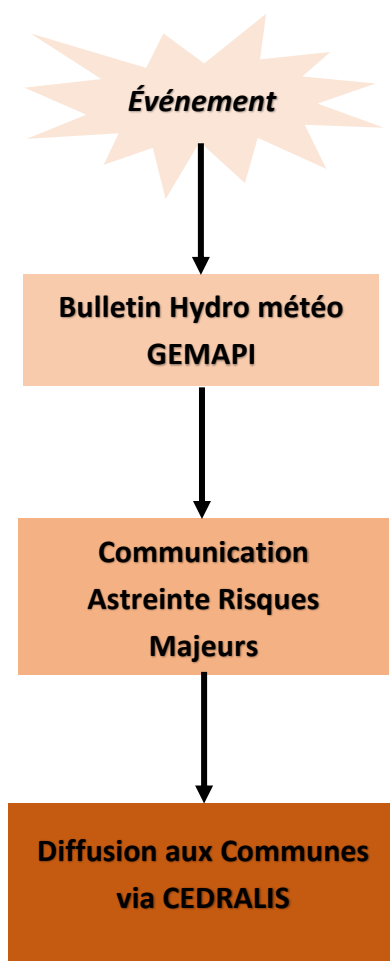 Événement
Bulletin Hydro météo
GEMAPI
Communication
Astreinte Risques
Majeurs
Diffusion aux Communes
via CEDRALIS